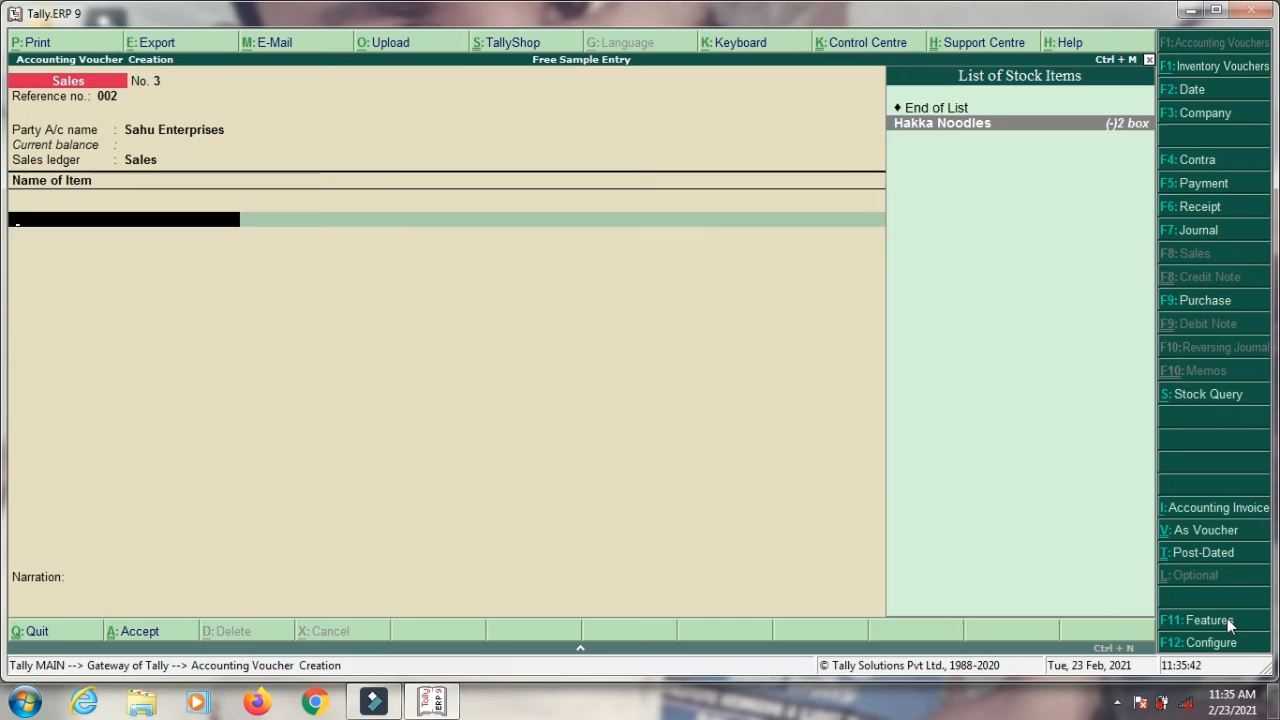 Tally.ERP 9
P: Print
E: Export
M: E-Mail
O: Upload
S: TallyShop
G: Language
K: Keyboard
K: Control Centre
H: Support Centre
H: Help
F1: Accounting Vouchers
Accounting Voucher Creation
Free Sample Entry
Ctrl + M
F1: Inventory Vouchers
Sales No. 3
Reference no.: 002
Party A/c name : Sahu Enterprises
Current balance :
Sales ledger : Sales
Name of Item
List of Stock Items
♦ End of List
Hakka Noodles (-)2 box
F2: Date
F3: Company
F4: Contra
F5: Payment
F6: Receipt
F7: Journal
F8: Sales
F8: Credit Note
F9: Purchase
F9: Debit Note
F10: Reversing Journal
F10: Memos
S: Stock Query
I: Accounting Invoice
V: As Voucher
T: Post-Dated
L: Optional
F11: Features
F12: Configure
Narration:
Q: Quit
A: Accept
D: Delete
X: Cancel
Ctrl + N
Tally MAIN --> Gateway of Tally --> Accounting Voucher Creation
© Tally Solutions Pvt Ltd., 1988-2020
Tue, 23 Feb, 2021
11:35:42
Tally ERP 9
11:35 AM
2/23/2021